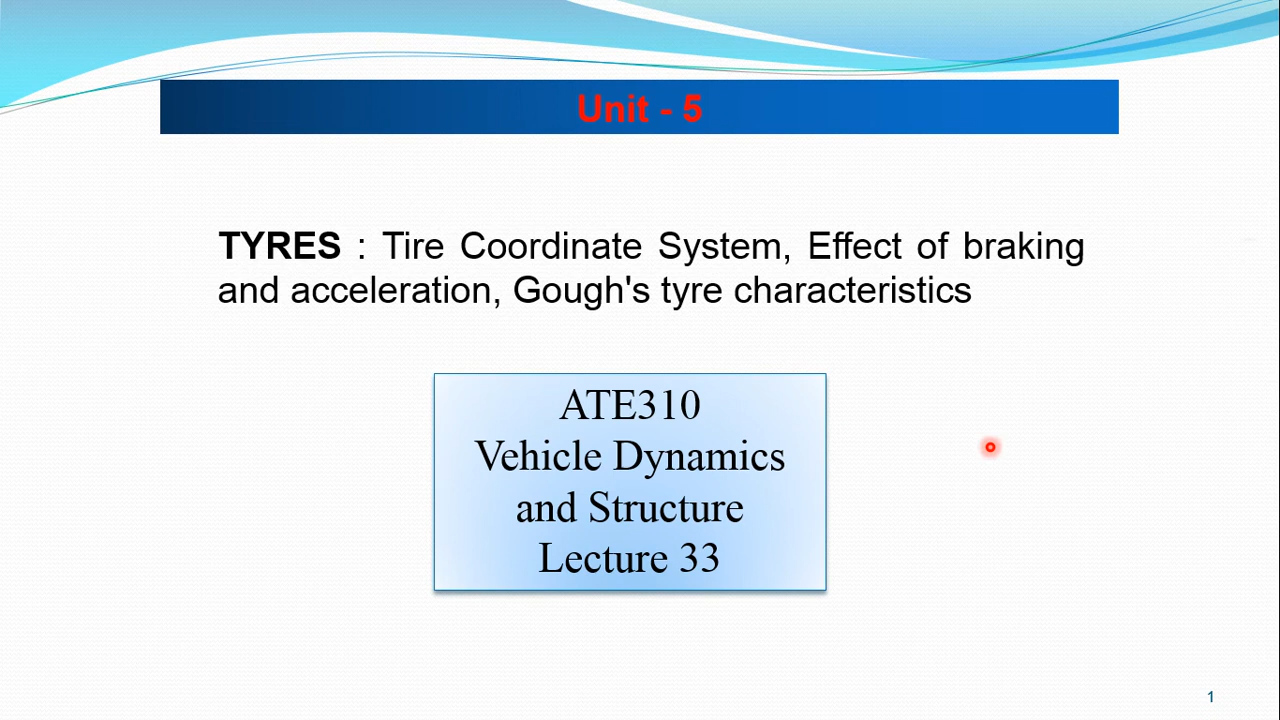 Unit - 5
TYRES : Tire Coordinate System, Effect of braking
and acceleration, Gough's tyre characteristics
ATE310
Vehicle Dynamics
and Structure
Lecture 33
1